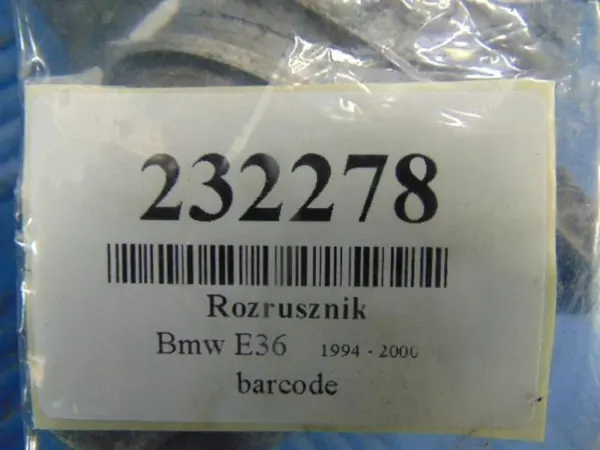 232278
Rozrusznik
Bmw E36 1994 - 2000
barcode